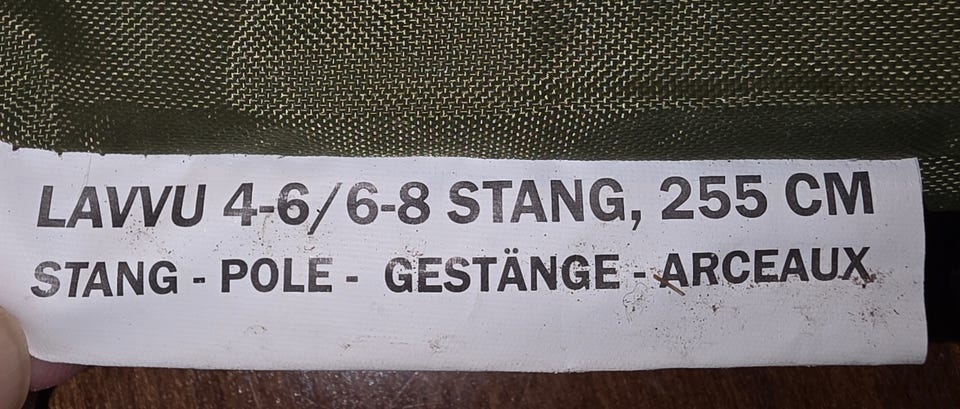 LAVVU 4-6/6-8 STANG, 255 CM
STANG - POLE - GESTÄNGE - ARCEAUX